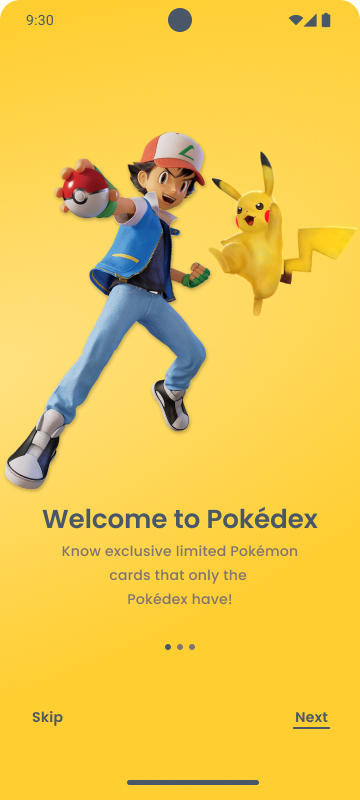 9:30
Welcome to Pokédex
Know exclusive limited Pokémon
cards that only the
Pokédex have!
Skip
Next